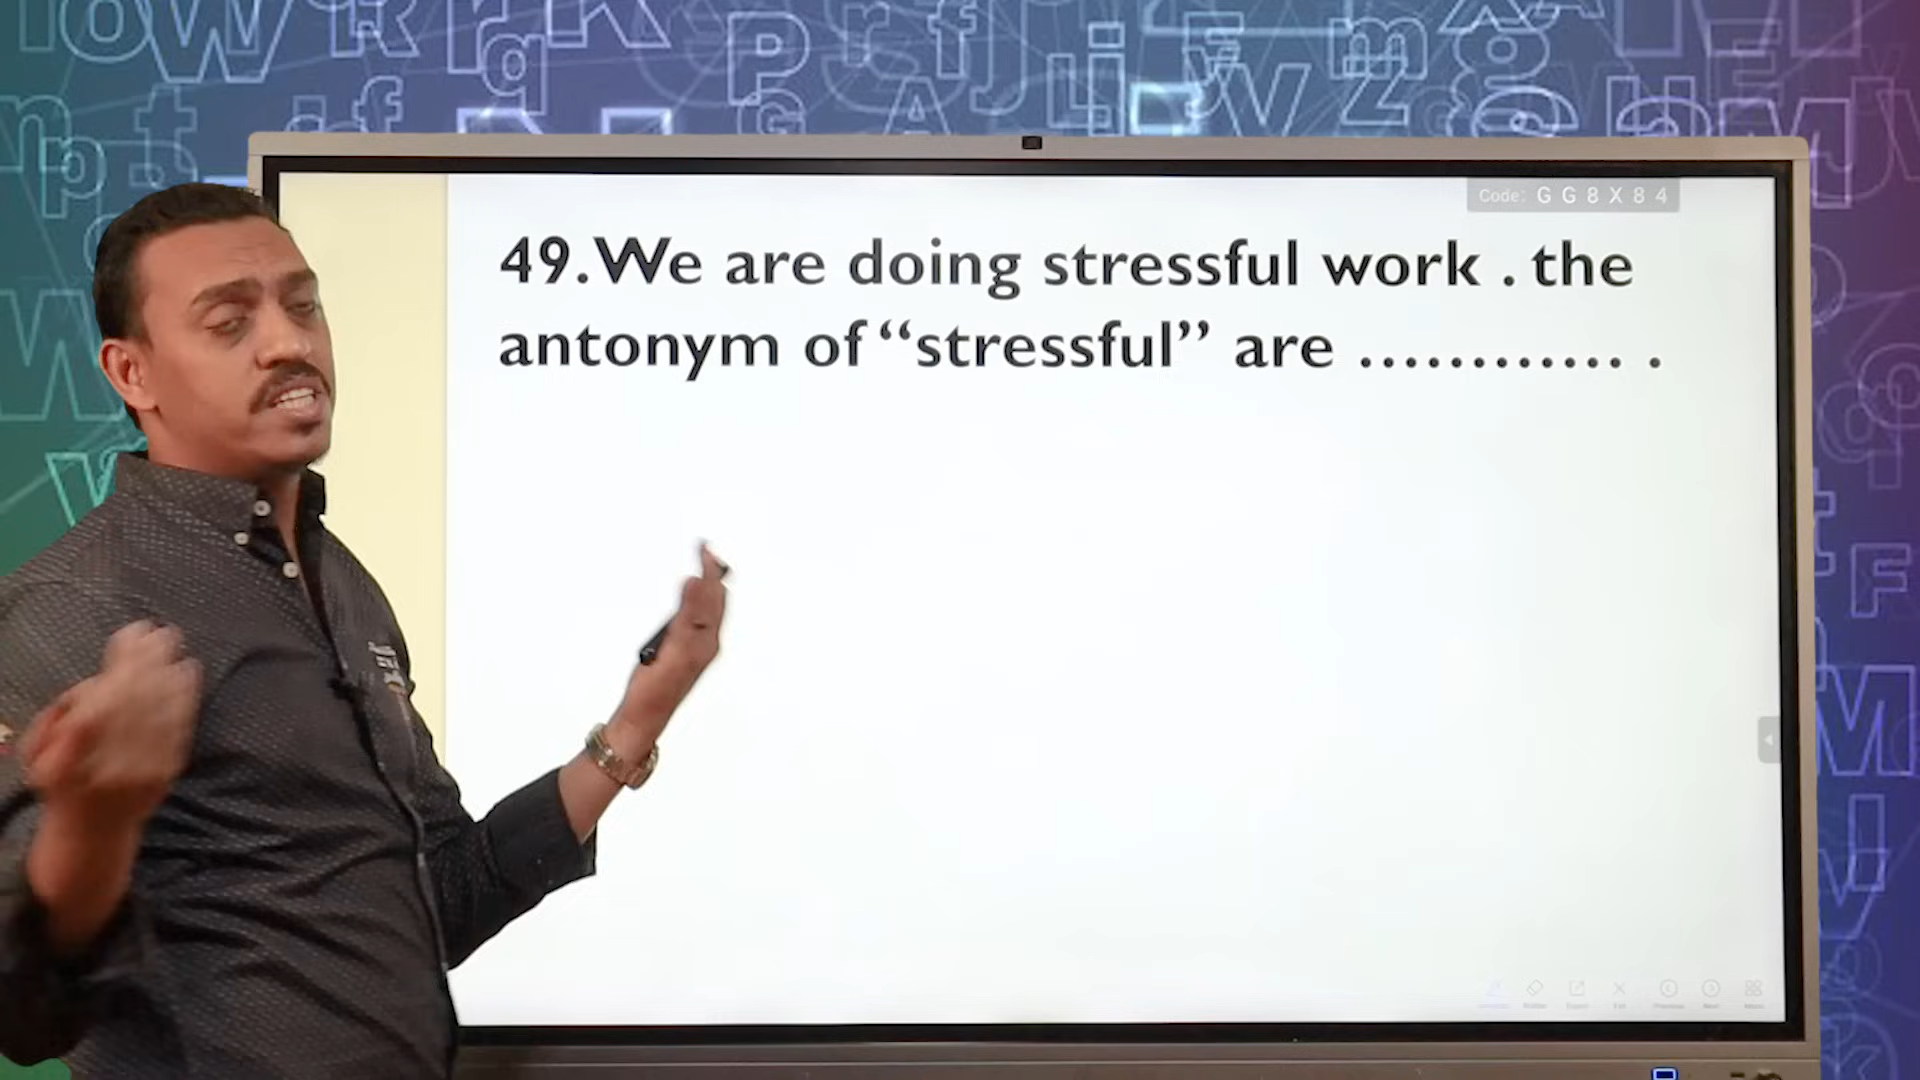 Code: GG8X84
49.We are doing stressful work . the
antonym of “stressful” are ............ .